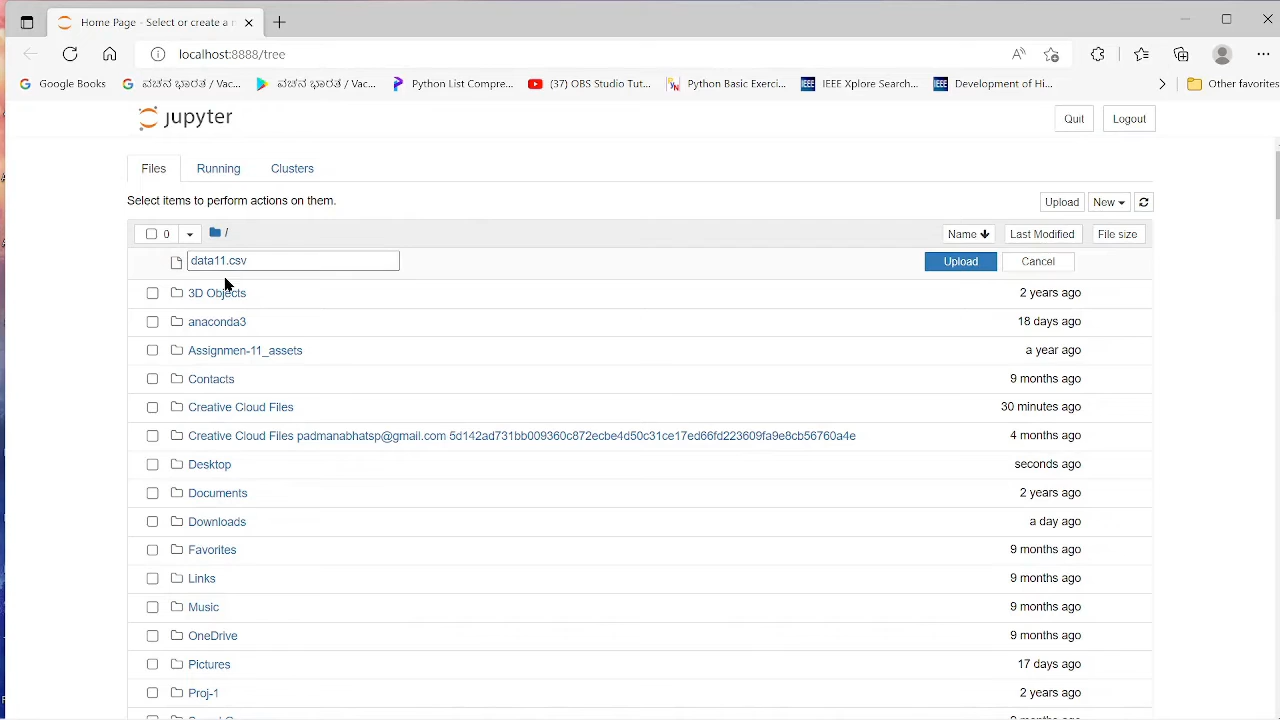 Home Page - Select or create a n
localhost:8888/tree
Google Books
ಪವನ ಭಾರತ / Vac...
ಪವನ ಭಾರತ / Vac...
Python List Compre...
(37) OBS Studio Tut...
Python Basic Exerci...
IEEE Xplore Search...
Development of Hi...
Other favorites
jupyter
Quit
Logout
Files
Running
Clusters
Select items to perform actions on them.
Upload
New
0
/
Name
Last Modified
File size
data11.csv
Upload
Cancel
3D Objects
2 years ago
anaconda3
18 days ago
Assignmen-11_assets
a year ago
Contacts
9 months ago
Creative Cloud Files
30 minutes ago
Creative Cloud Files padmanabhatsp@gmail.com 5d142ad731bb009360c872ecbe4d50c31ce17ed66fd223609fa9e8cb56760a4e
4 months ago
Desktop
seconds ago
Documents
2 years ago
Downloads
a day ago
Favorites
9 months ago
Links
9 months ago
Music
9 months ago
OneDrive
9 months ago
Pictures
17 days ago
Proj-1
2 years ago